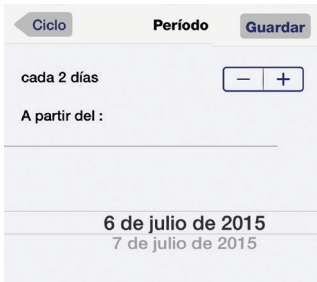 Ciclo Período Guardar
cada 2 días − +
A partir del :
6 de julio de 2015
7 de julio de 2015